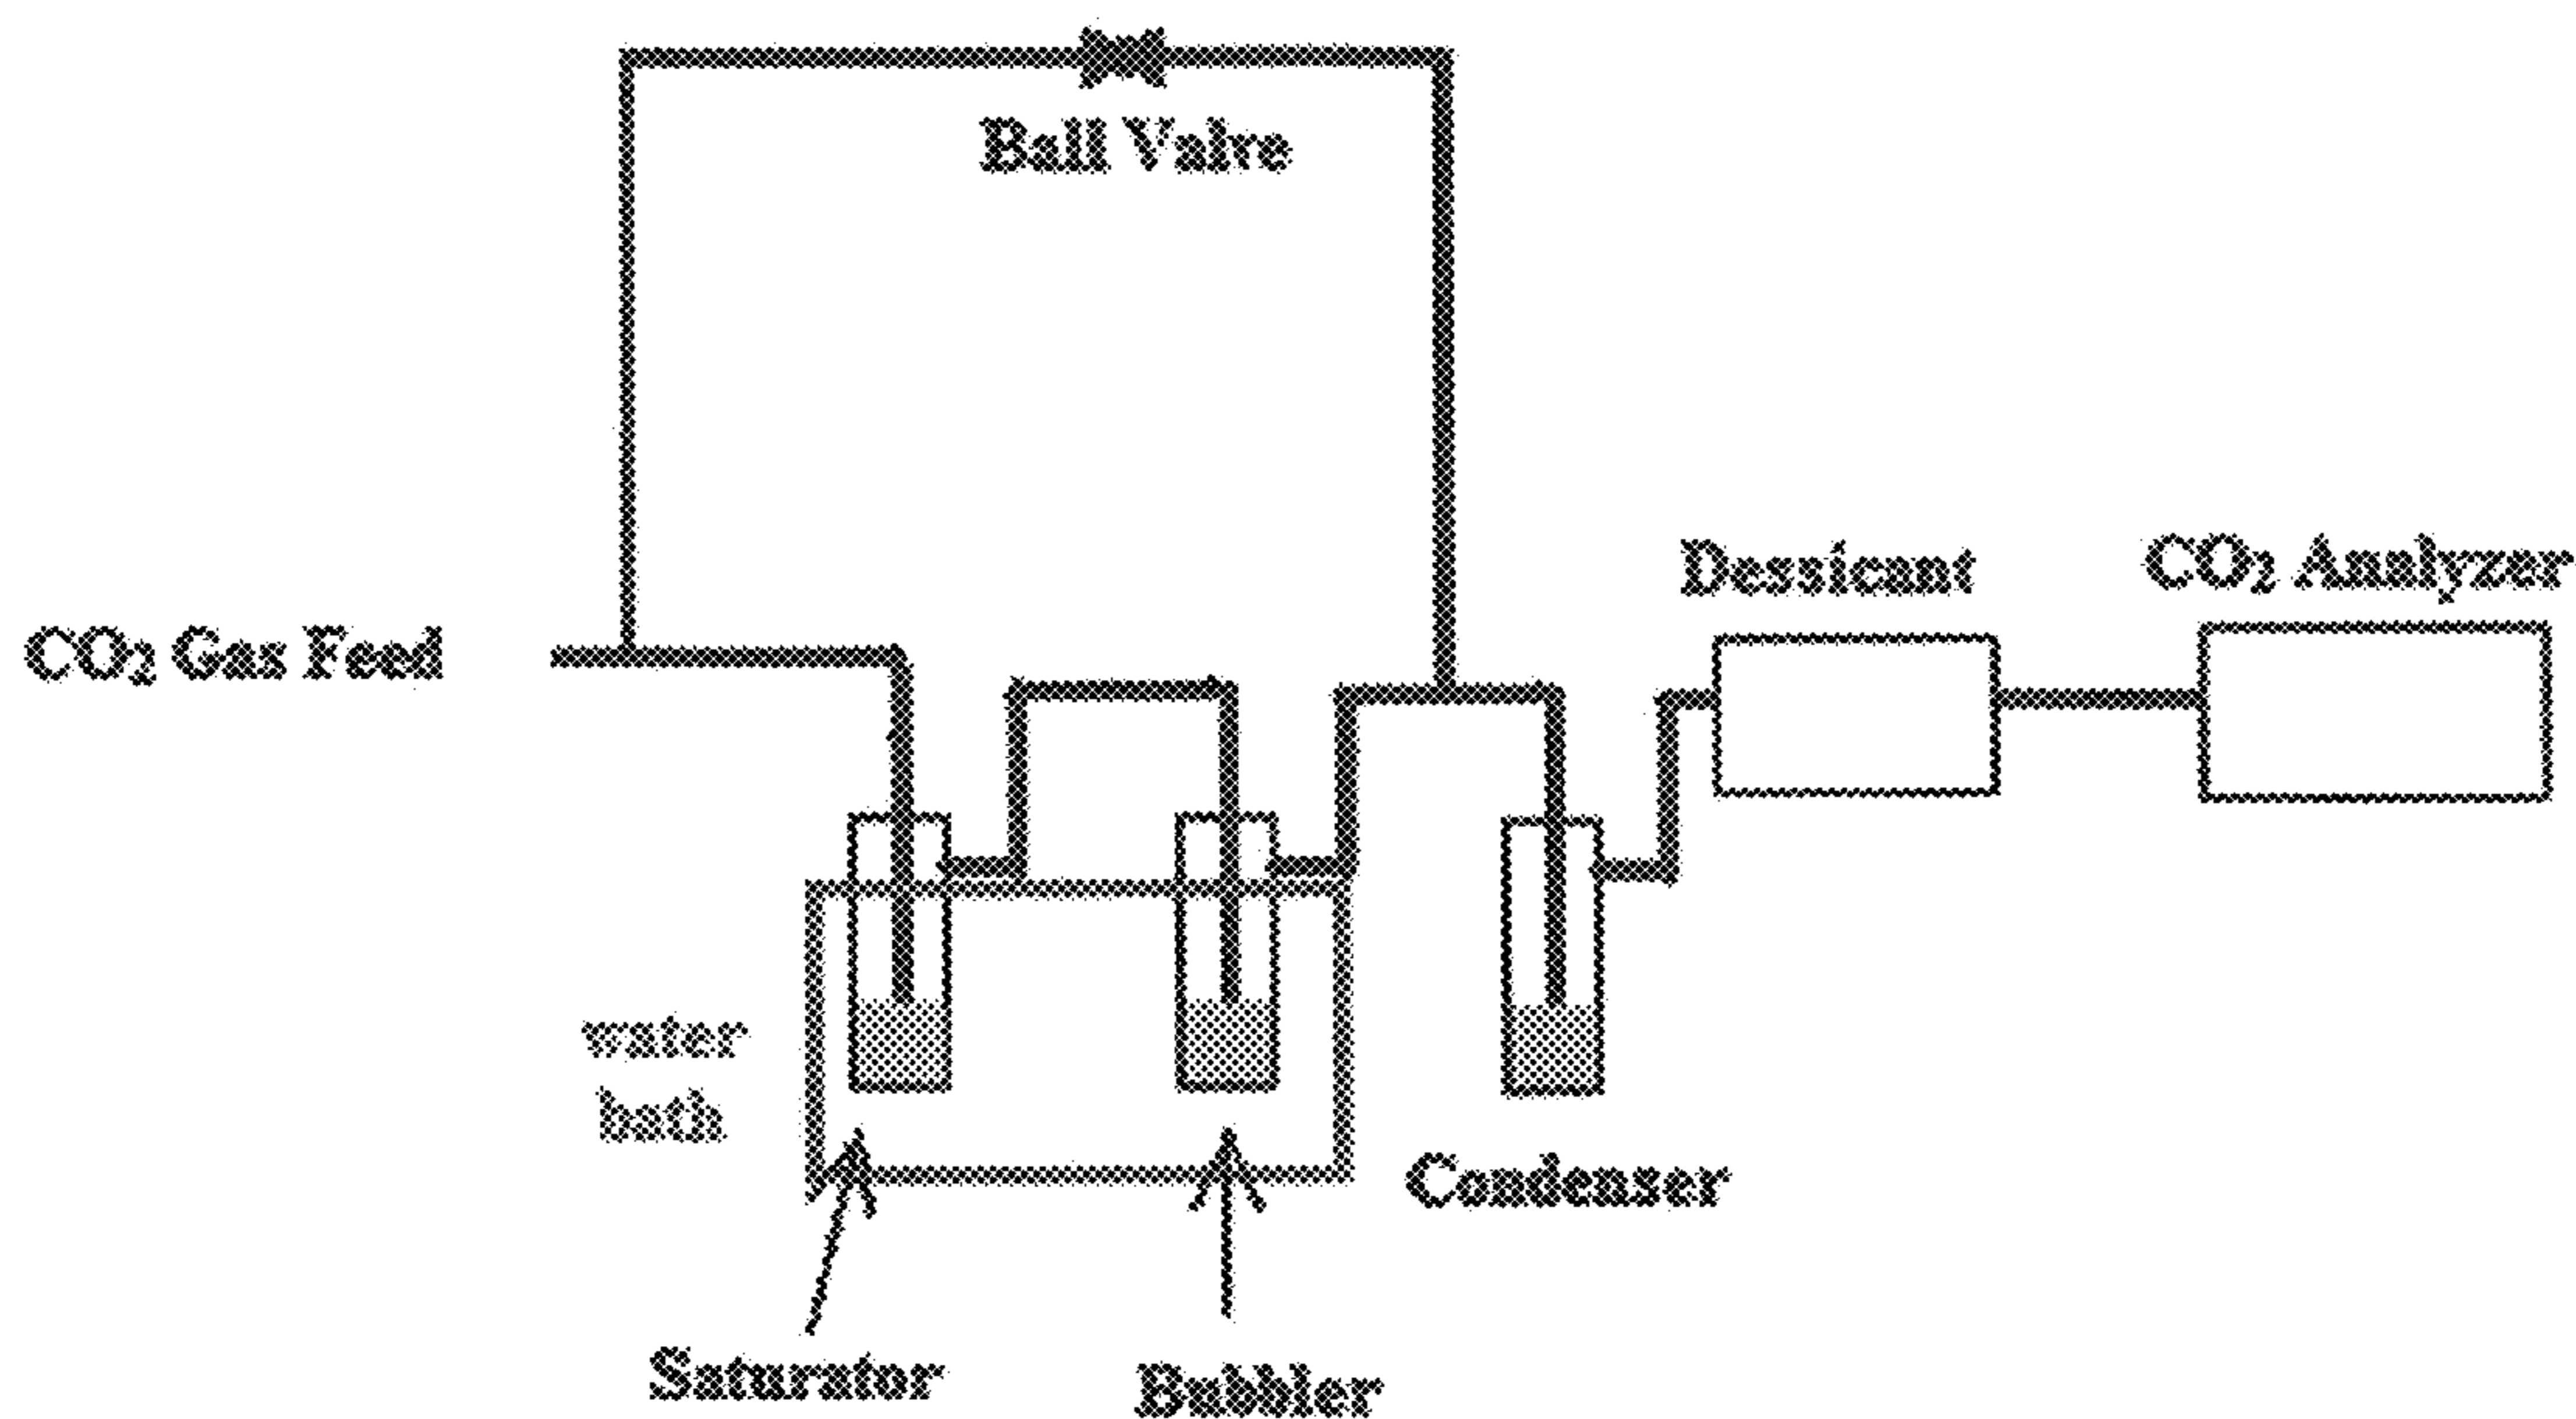 Ball Valve
Dessicant
CO₂ Analyzer
CO₂ Gas Feed
water
bath
Condenser
Saturator
Bubbler